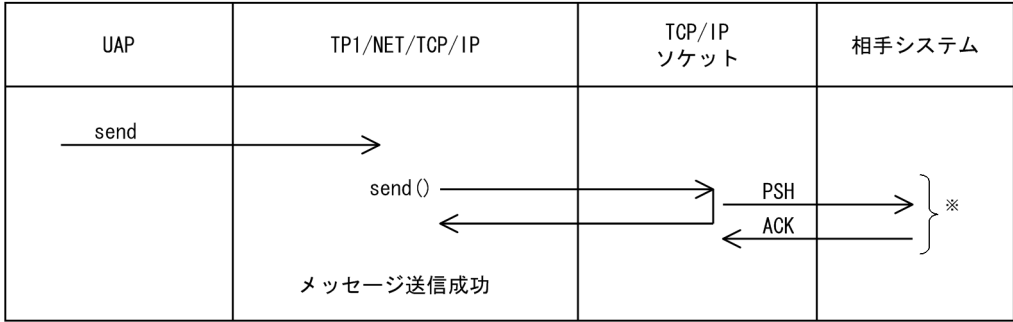 UAP
TP1/NET/TCP/IP
TCP/IP
ソケット
相手システム
send
send()
PSH
※
ACK
メッセージ送信成功